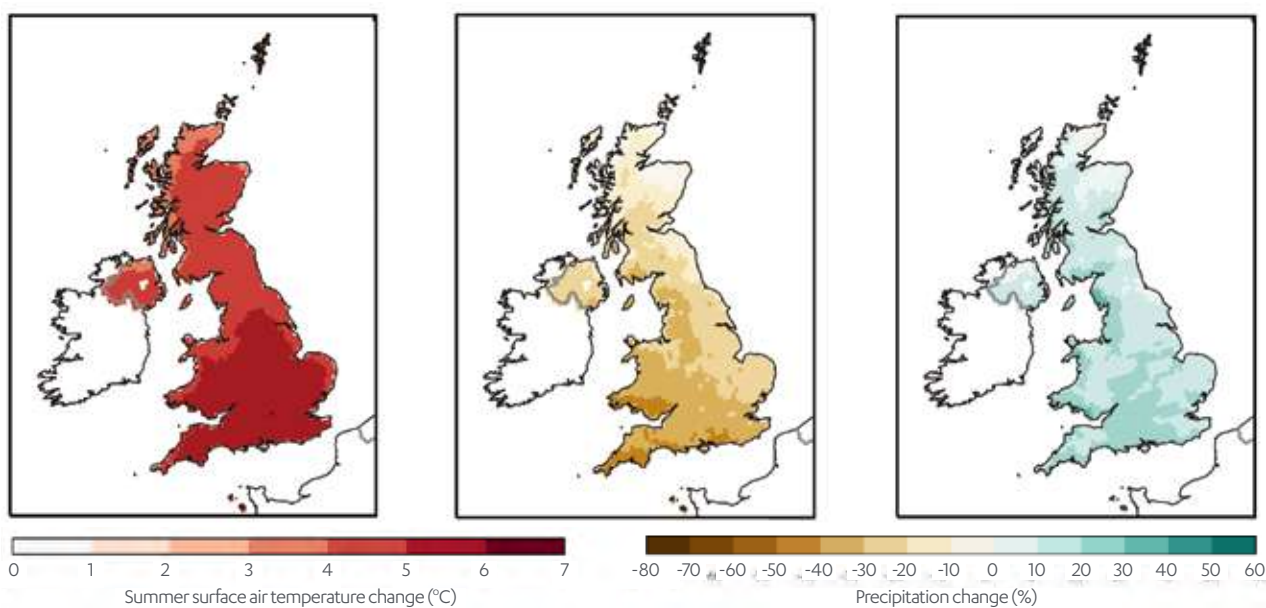 0 1 2 3 4 5 6 7
Summer surface air temperature change (°C)
-80 -70 -60 -50 -40 -30 -20 -10 0 10 20 30 40 50 60
Precipitation change (%)